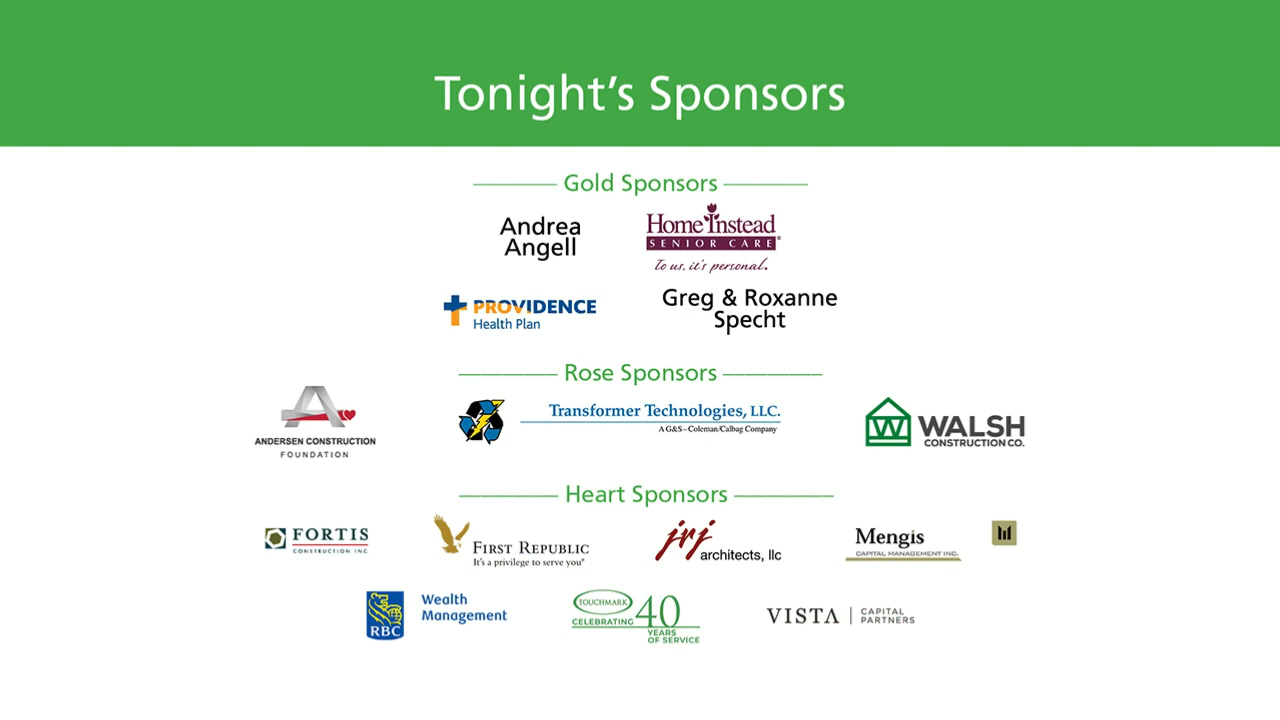 Tonight's Sponsors
Gold Sponsors
Andrea
Angell
Home Instead
SENIOR CARE®
To us, it's personal.
PROVIDENCE
Health Plan
Greg & Roxanne
Specht
Rose Sponsors
ANDERSEN CONSTRUCTION
FOUNDATION
Transformer Technologies, LLC.
A G&S–Coleman/Calbag Company
WALSH
CONSTRUCTION CO.
Heart Sponsors
FORTIS
CONSTRUCTION INC
FIRST REPUBLIC
It's a privilege to serve you®
jrj
architects, llc
Mengis
CAPITAL MANAGEMENT INC.
RBC
Wealth
Management
TOUCHMARK
CELEBRATING 40
YEARS
OF SERVICE
VISTA
CAPITAL
PARTNERS